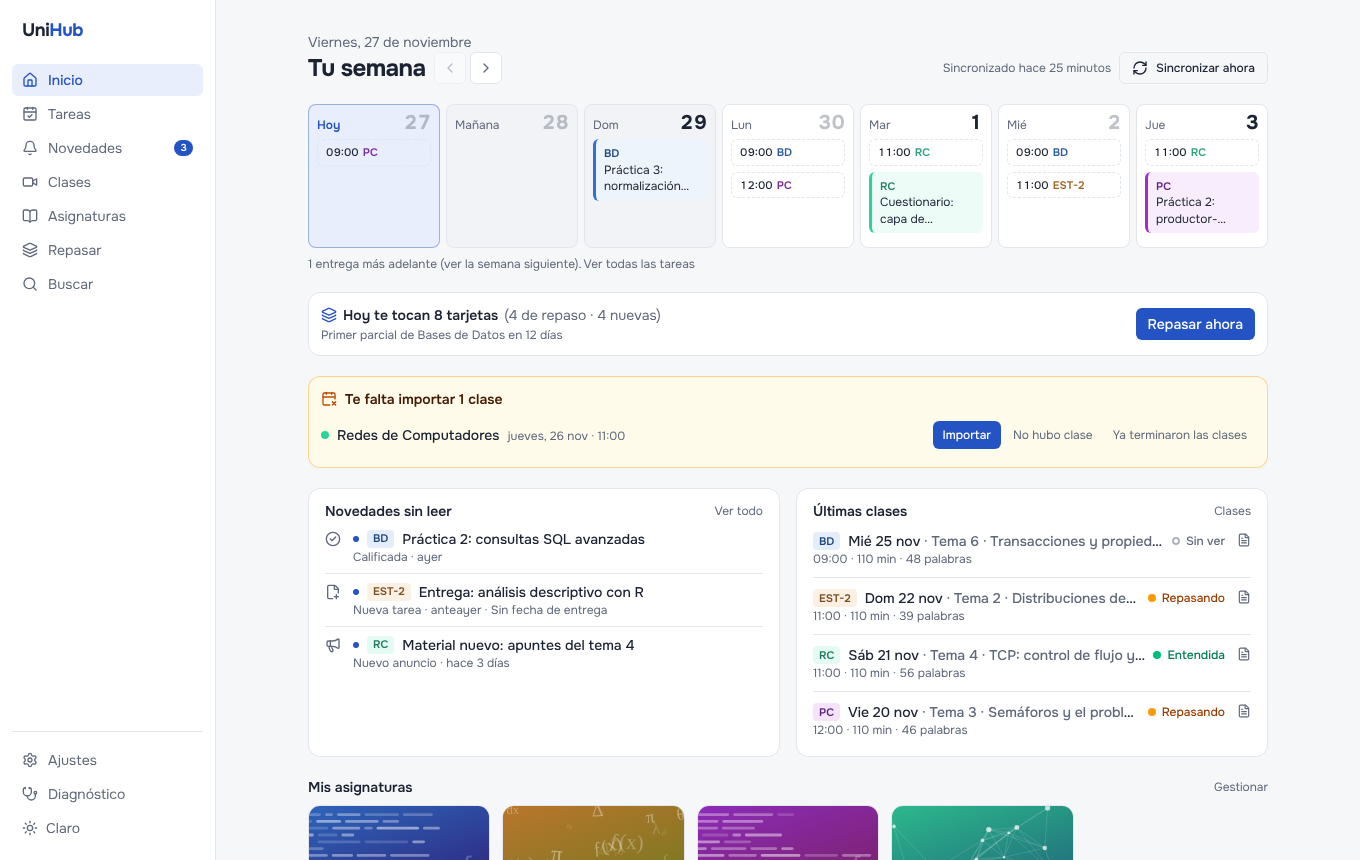 UniHub
Inicio
Tareas
Novedades 3
Clases
Asignaturas
Repasar
Buscar
Ajustes
Diagnóstico
Claro
Viernes, 27 de noviembre
Tu semana
Sincronizado hace 25 minutos
Sincronizar ahora
Hoy 27
09:00 PC
Mañana 28
Dom 29
BD
Práctica 3:
normalización...
Lun 30
09:00 BD
12:00 PC
Mar 1
11:00 RC
RC
Cuestionario:
capa de...
Mié 2
09:00 BD
11:00 EST-2
Jue 3
11:00 RC
PC
Práctica 2:
productor-...
1 entrega más adelante (ver la semana siguiente). Ver todas las tareas
Hoy te tocan 8 tarjetas (4 de repaso · 4 nuevas)
Primer parcial de Bases de Datos en 12 días
Repasar ahora
Te falta importar 1 clase
Redes de Computadores jueves, 26 nov · 11:00
Importar
No hubo clase
Ya terminaron las clases
Novedades sin leer
Ver todo
BD Práctica 2: consultas SQL avanzadas
Calificada · ayer
EST-2 Entrega: análisis descriptivo con R
Nueva tarea · anteayer · Sin fecha de entrega
RC Material nuevo: apuntes del tema 4
Nuevo anuncio · hace 3 días
Últimas clases
Clases
BD Mié 25 nov · Tema 6 · Transacciones y propied... Sin ver
09:00 · 110 min · 48 palabras
EST-2 Dom 22 nov · Tema 2 · Distribuciones de... Repasando
11:00 · 110 min · 39 palabras
RC Sáb 21 nov · Tema 4 · TCP: control de flujo y... Entendida
11:00 · 110 min · 56 palabras
PC Vie 20 nov · Tema 3 · Semáforos y el probl... Repasando
12:00 · 110 min · 46 palabras
Mis asignaturas
Gestionar